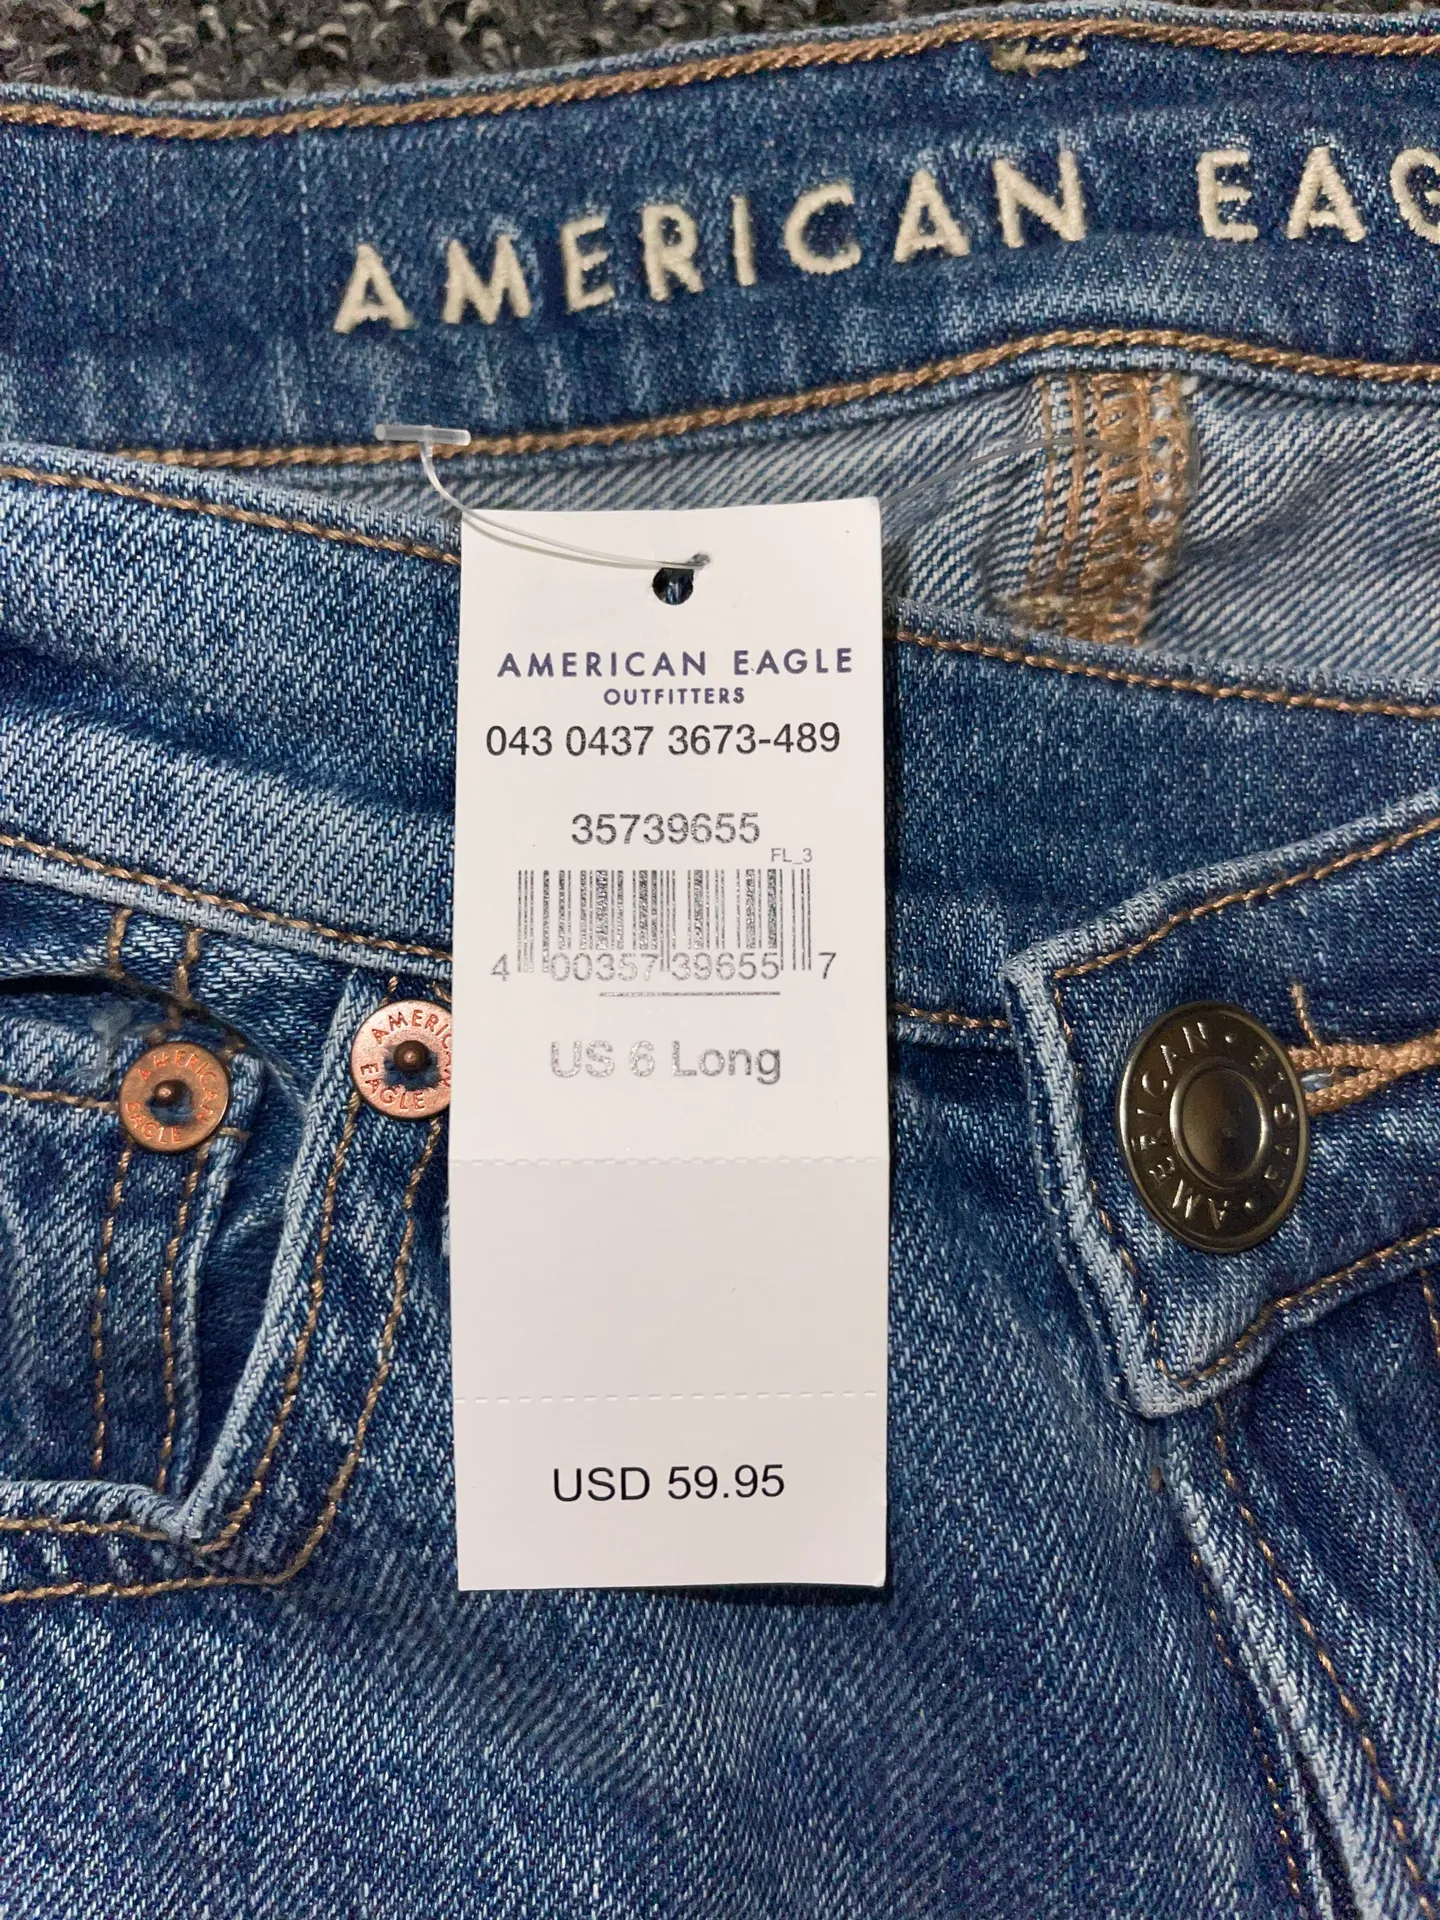 AMERICAN EAG
AMERICAN EAGLE
OUTFITTERS
043 0437 3673-489
35739655
FL_3
4 00357 39655 7
US 6 Long
AMERICAN
EAGLE
AMERICAN
EAGLE
AMERICAN · EAGLE ·
USD 59.95